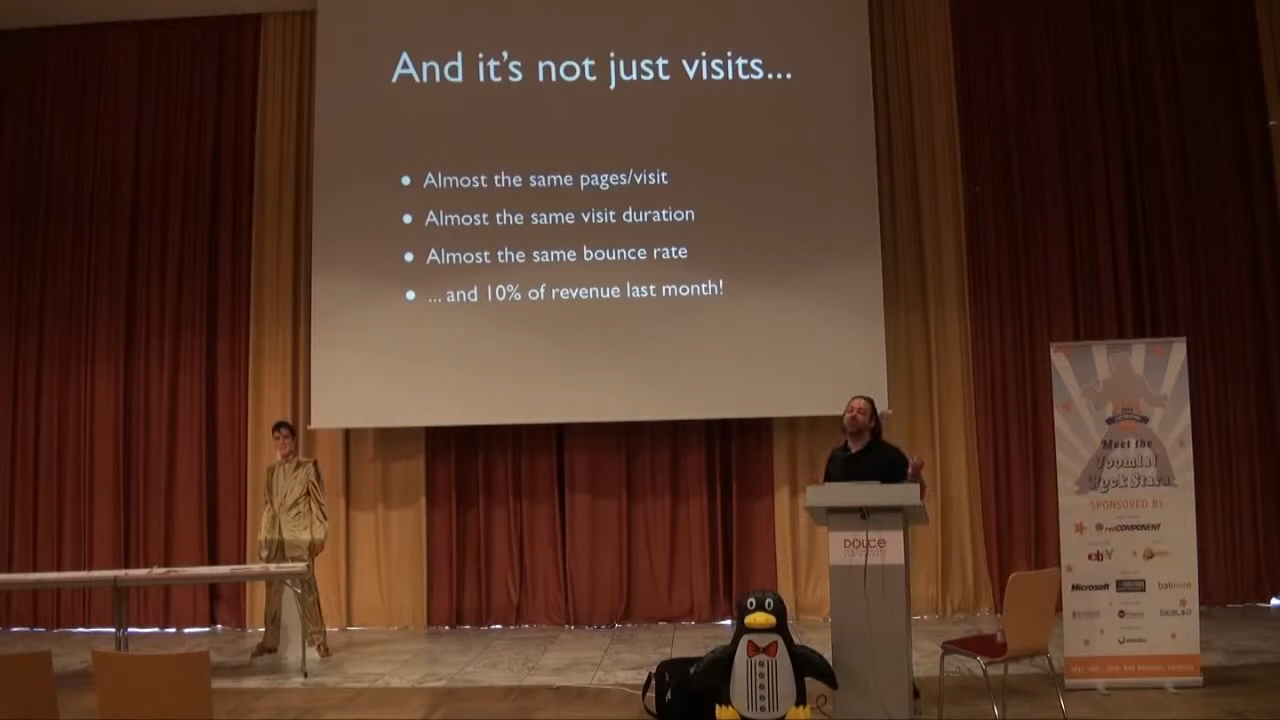 And it's not just visits...
Almost the same pages/visit
Almost the same visit duration
Almost the same bounce rate
... and 10% of revenue last month!
DOLCE
Meet the
Joomla!
Rock Stars
SPONSORED BY
redCOMPONENT
ebY
Microsoft